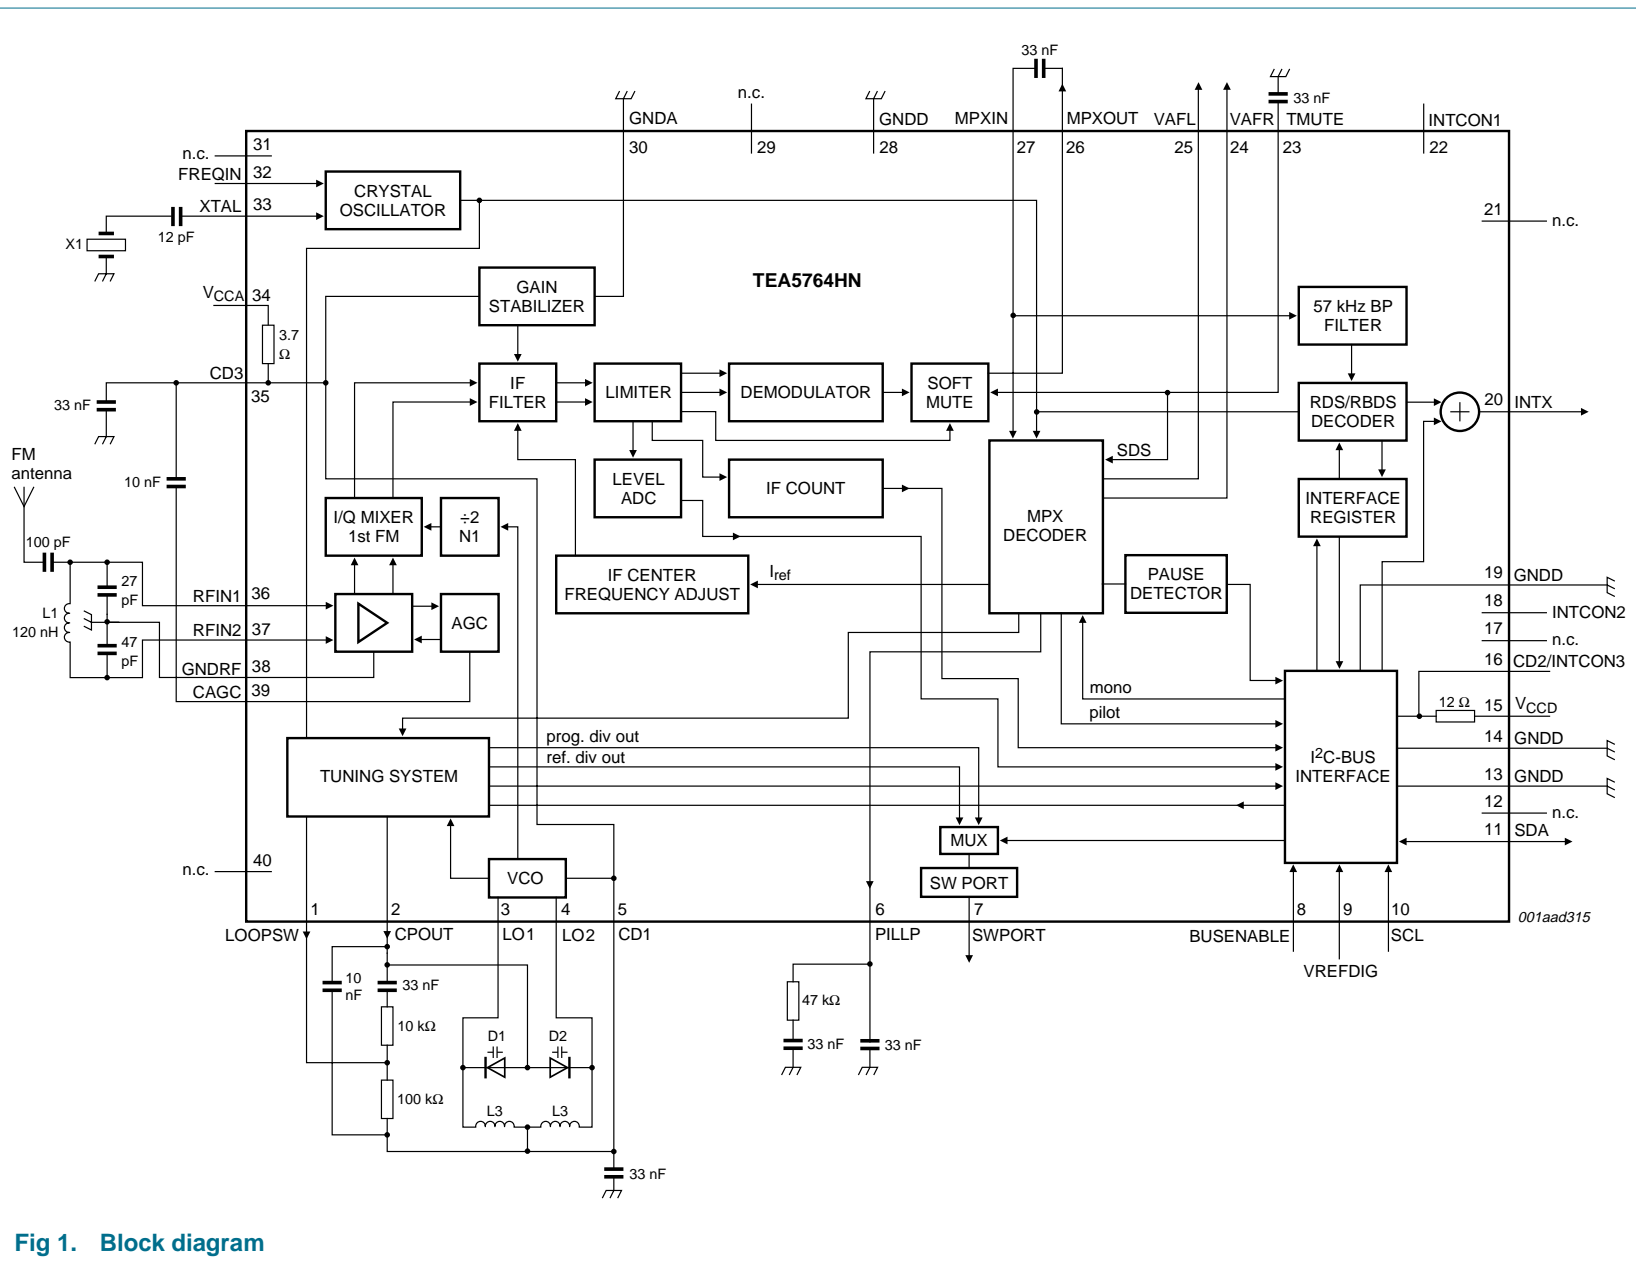 33 nF
n.c.
33 nF
GNDA
GNDD
MPXIN
MPXOUT
VAFL
VAFR
TMUTE
INTCON1
30
29
28
27
26
25
24
23
22
n.c.
31
FREQIN
32
XTAL
33
CRYSTAL
OSCILLATOR
12 pF
X1
21
n.c.
TEA5764HN
VCCA
34
3.7
Ω
GAIN
STABILIZER
57 kHz BP
FILTER
CD3
35
33 nF
IF
FILTER
LIMITER
DEMODULATOR
SOFT
MUTE
RDS/RBDS
DECODER
20
INTX
FM
antenna
10 nF
SDS
LEVEL
ADC
IF COUNT
I/Q MIXER
1st FM
÷2
N1
MPX
DECODER
INTERFACE
REGISTER
100 pF
27
pF
L1
120 nH
47
pF
RFIN1
36
RFIN2
37
GNDRF
38
CAGC
39
AGC
IF CENTER
FREQUENCY ADJUST
Iref
PAUSE
DETECTOR
19
GNDD
18
INTCON2
17
n.c.
16
CD2/INTCON3
12 Ω
15
VCCD
14
GNDD
13
GNDD
12
n.c.
11
SDA
mono
pilot
prog. div out
ref. div out
TUNING SYSTEM
I²C-BUS
INTERFACE
MUX
SW PORT
VCO
n.c.
40
1
2
3
4
5
6
7
8
9
10
001aad315
LOOPSW
CPOUT
LO1
LO2
CD1
PILLP
SWPORT
BUSENABLE
VREFDIG
SCL
10
nF
33 nF
10 kΩ
100 kΩ
D1
D2
L3
L3
33 nF
47 kΩ
33 nF
33 nF
Fig 1. Block diagram